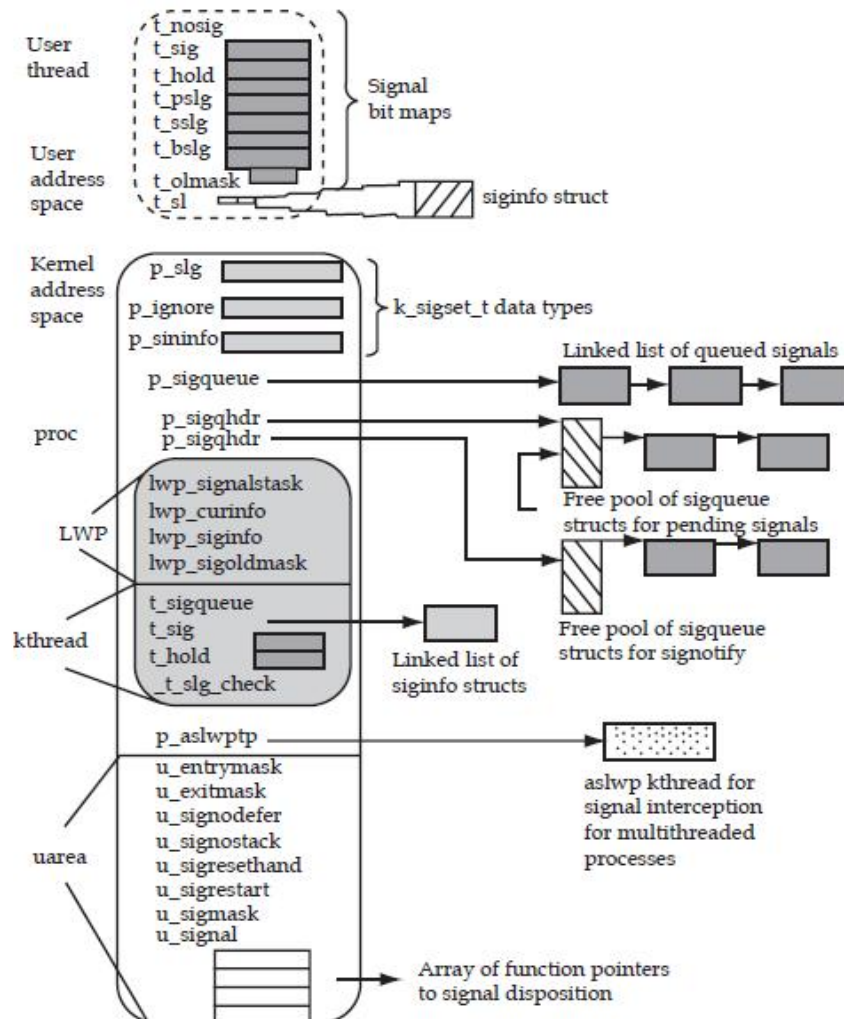 User
thread
t_nosig
t_sig
t_hold
t_pslg
t_sslg
t_bslg
t_olmask
t_sl
Signal
bit maps
User
address
space
siginfo struct
Kernel
address
space
p_slg
p_ignore
p_sininfo
k_sigset_t data types
p_sigqueue
Linked list of queued signals
proc
p_sigqhdr
p_sigqhdr
Free pool of sigqueue
structs for pending signals
LWP
lwp_signalstask
lwp_curinfo
lwp_siginfo
lwp_sigoldmask
kthread
t_sigqueue
t_sig
t_hold
_t_slg_check
Linked list of
siginfo structs
Free pool of sigqueue
structs for signotify
p_aslwptp
aslwp kthread for
signal interception
for multithreaded
processes
uarea
u_entrymask
u_exitmask
u_signodefer
u_signostack
u_sigresethand
u_sigrestart
u_sigmask
u_signal
Array of function pointers
to signal disposition